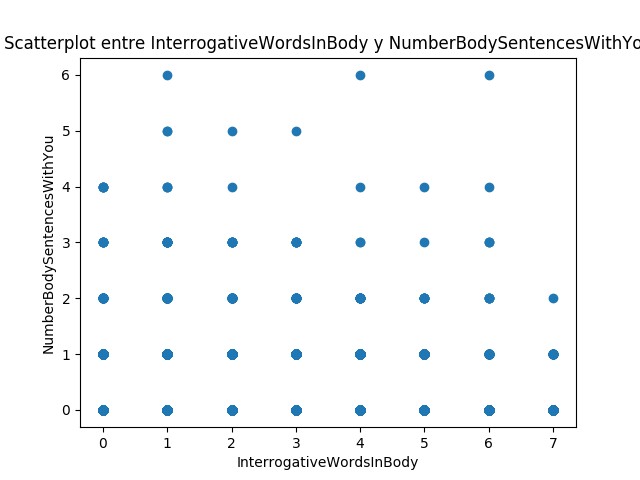 Scatterplot entre InterrogativeWordsInBody y NumberBodySentencesWithYo
6
5
4
3
2
1
0
NumberBodySentencesWithYou
0 1 2 3 4 5 6 7
InterrogativeWordsInBody